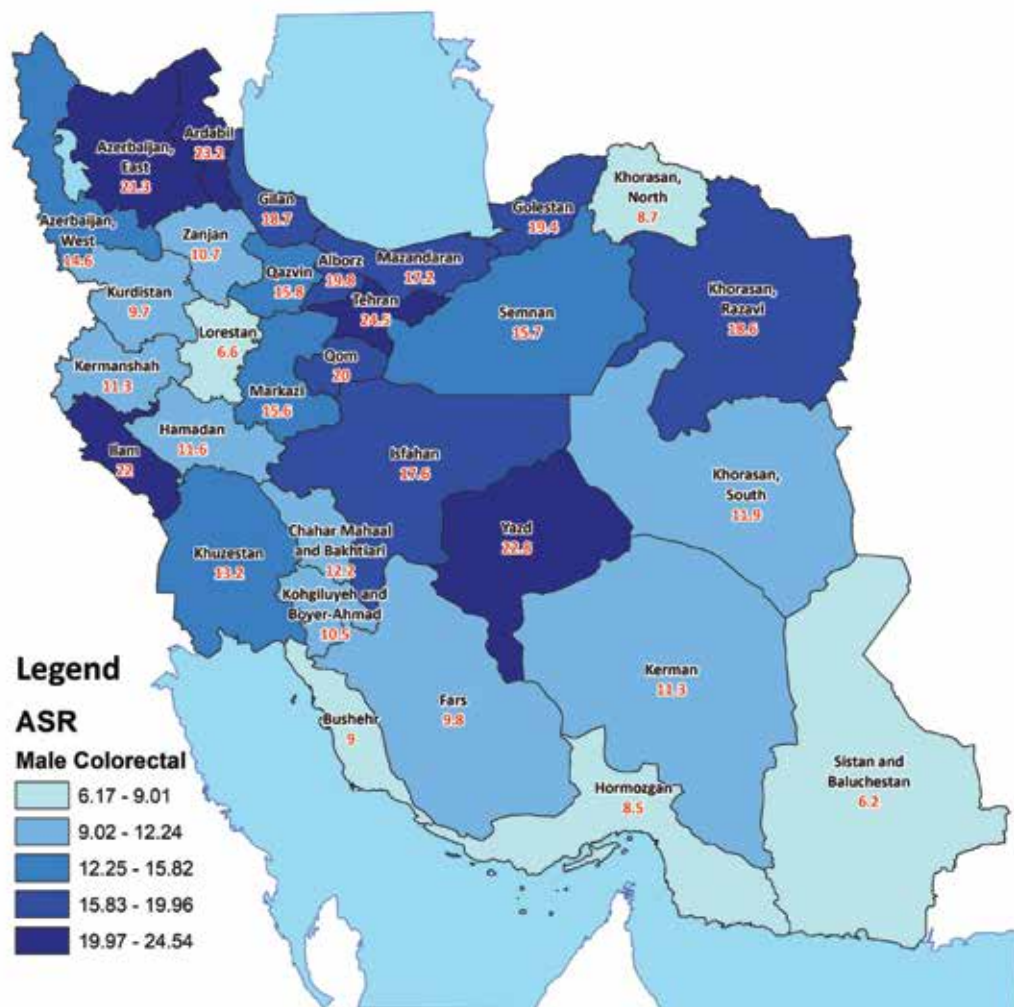 Ardabil
23.2
Azerbaijan,
East
21.3
Gilan
18.7
Golestan
19.4
Khorasan,
North
8.7
Azerbaijan,
West
14.6
Zanjan
10.7
Qazvin
15.8
Alborz
19.8
Mazandaran
17.2
Tehran
24.5
Semnan
15.7
Khorasan,
Razavi
18.6
Kurdistan
9.7
Lorestan
6.6
Qom
20
Kermanshah
11.3
Markazi
15.6
Hamadan
11.6
Ilam
22
Isfahan
17.6
Khorasan,
South
11.9
Yazd
22.6
Khuzestan
13.2
Chahar Mahaal
and Bakhtiari
12.2
Kohgiluyeh and
Boyer-Ahmad
10.5
Kerman
11.3
Fars
9.8
Bushehr
9
Hormozgan
8.5
Sistan and
Baluchestan
6.2
Legend
ASR
Male Colorectal
6.17 - 9.01
9.02 - 12.24
12.25 - 15.82
15.83 - 19.96
19.97 - 24.54